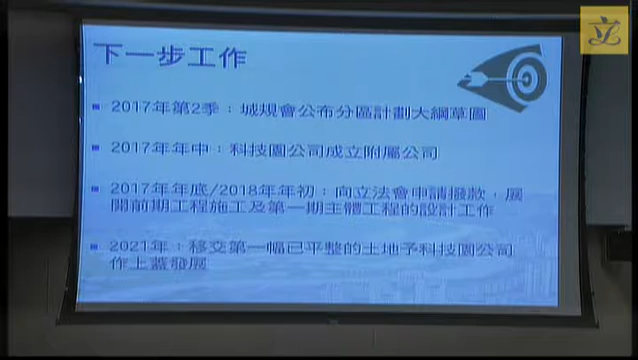 立
下一步工作
2017年第2季：城規會公布分區計劃大綱草圖
2017年年中：科技園公司成立附屬公司
2017年年底/2018年年初：向立法會申請撥款，展
開前期工程施工及第一期主體工程的設計工作
2021年：移交第一幅已平整的土地予科技園公司
作上蓋發展